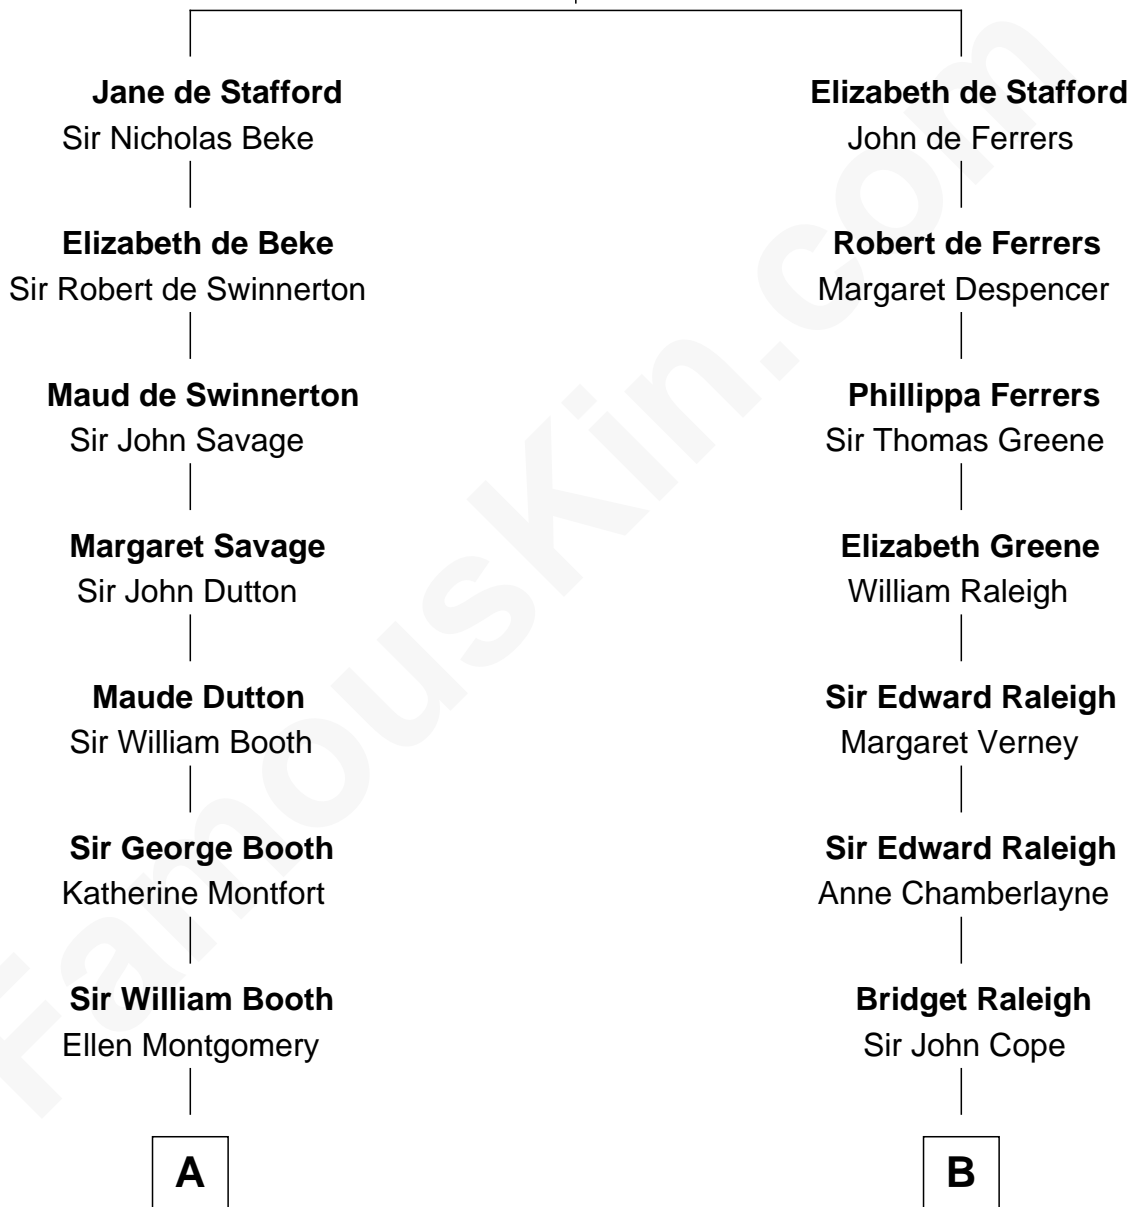 Jane de Stafford
Sir Nicholas Beke
Elizabeth de Beke
Sir Robert de Swinnerton
Maud de Swinnerton
Sir John Savage
Margaret Savage
Sir John Dutton
Maude Dutton
Sir William Booth
Sir George Booth
Katherine Montfort
Sir William Booth
Ellen Montgomery
A
Elizabeth de Stafford
John de Ferrers
Robert de Ferrers
Margaret Despencer
Phillippa Ferrers
Sir Thomas Greene
Elizabeth Greene
William Raleigh
Sir Edward Raleigh
Margaret Verney
Sir Edward Raleigh
Anne Chamberlayne
Bridget Raleigh
Sir John Cope
B
FamousKin.com